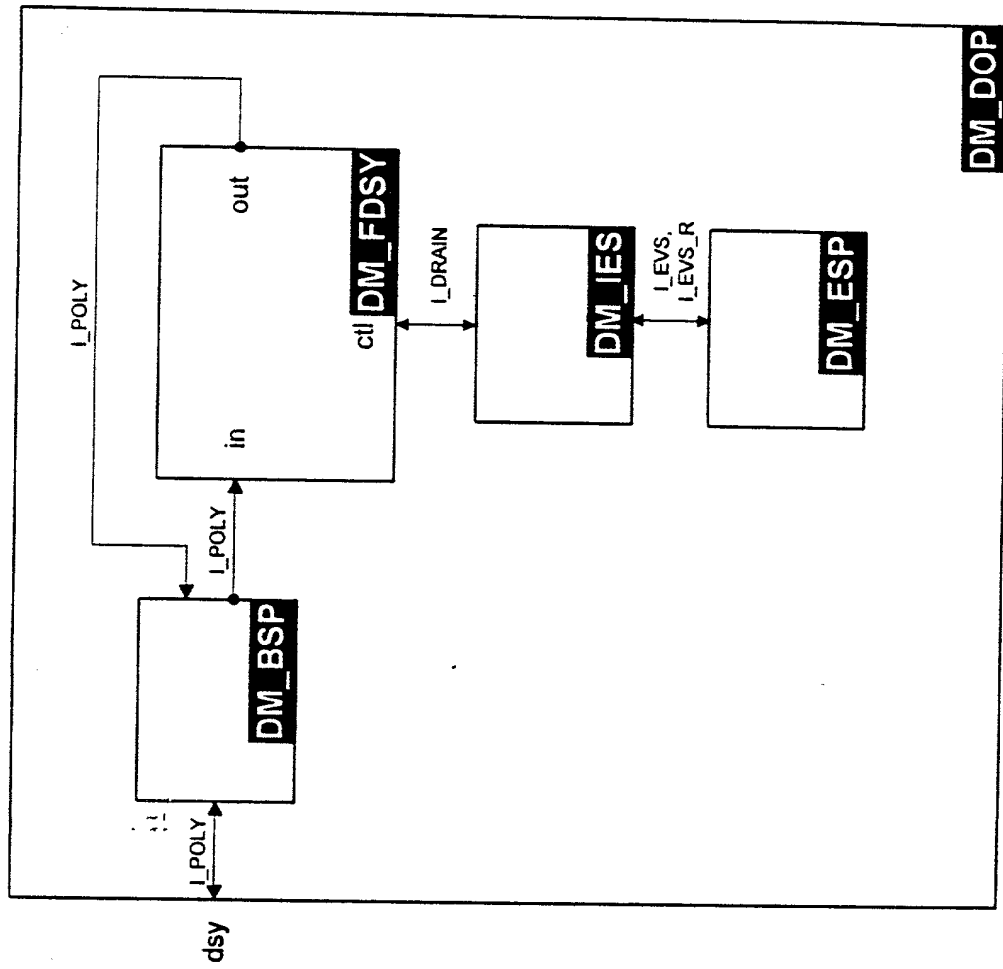 I_POLY
in
out
ctl
DM_FDSY
I_POLY
DM_BSP
I_POLY
dsy
I_DRAIN
DM_IES
I_EVS,
I_EVS_R
DM_ESP
DM_DOP